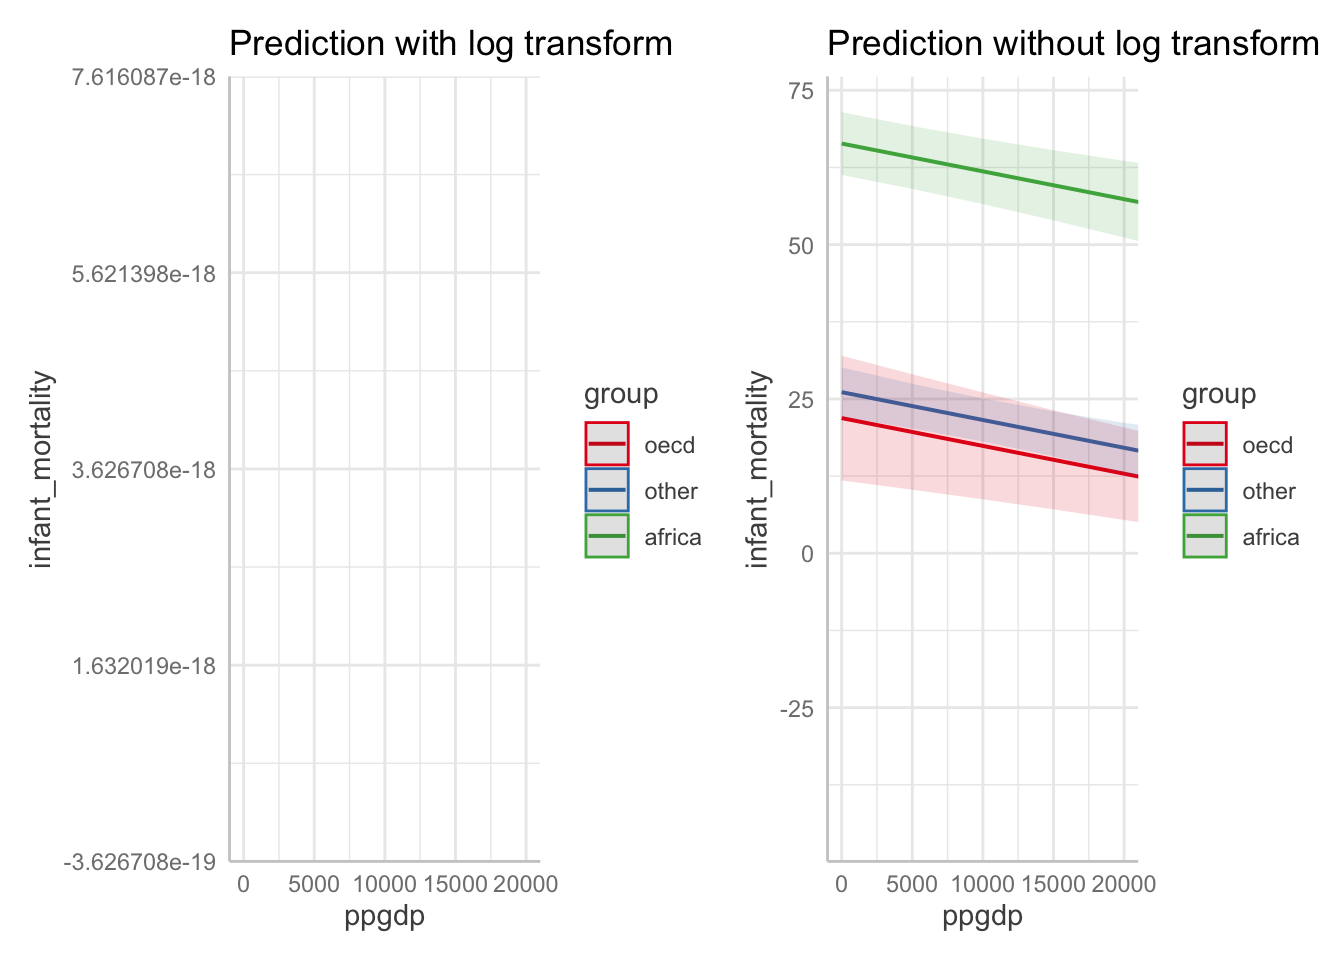 Prediction with log transform
7.616087e-18
5.621398e-18
3.626708e-18
1.632019e-18
-3.626708e-19
infant_mortality
0 5000 10000 15000 20000
ppgdp
group
oecd
other
africa
Prediction without log transform
75
50
25
0
-25
infant_mortality
0 5000 10000 15000 20000
ppgdp
group
oecd
other
africa